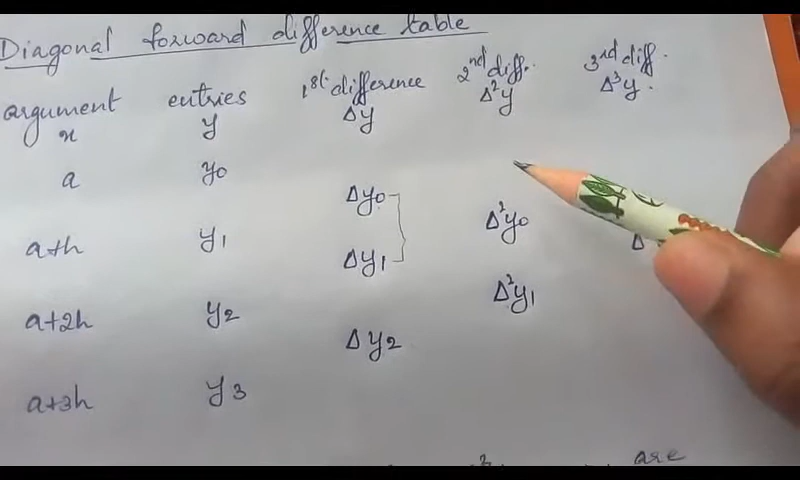 Diagonal forward difference table
argument entries 1st difference 2nd diff. 3rd diff.
x y Δy Δ²y Δ³y.
a y0
Δy0
a+h y1 Δ²y0
Δy1 Δ
a+2h y2 Δ²y1
Δy2
a+3h y3
are